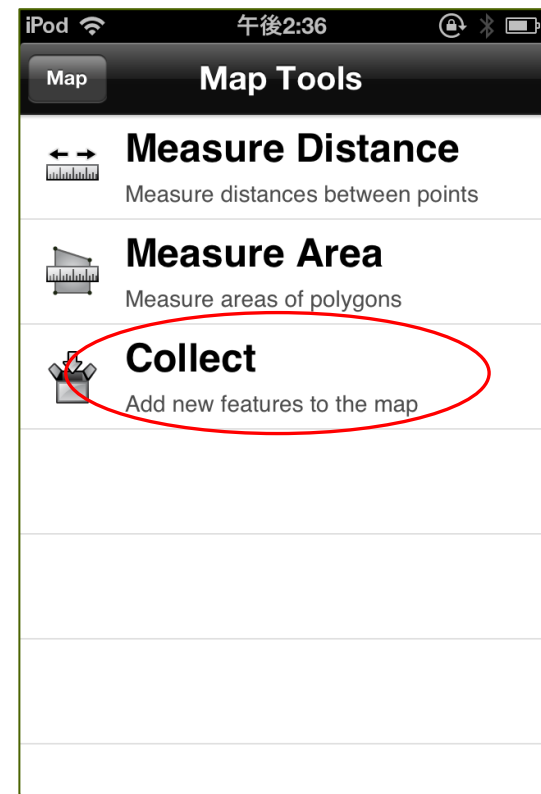 iPod 午後2:36
Map Map Tools
Measure Distance
Measure distances between points
Measure Area
Measure areas of polygons
Collect
Add new features to the map